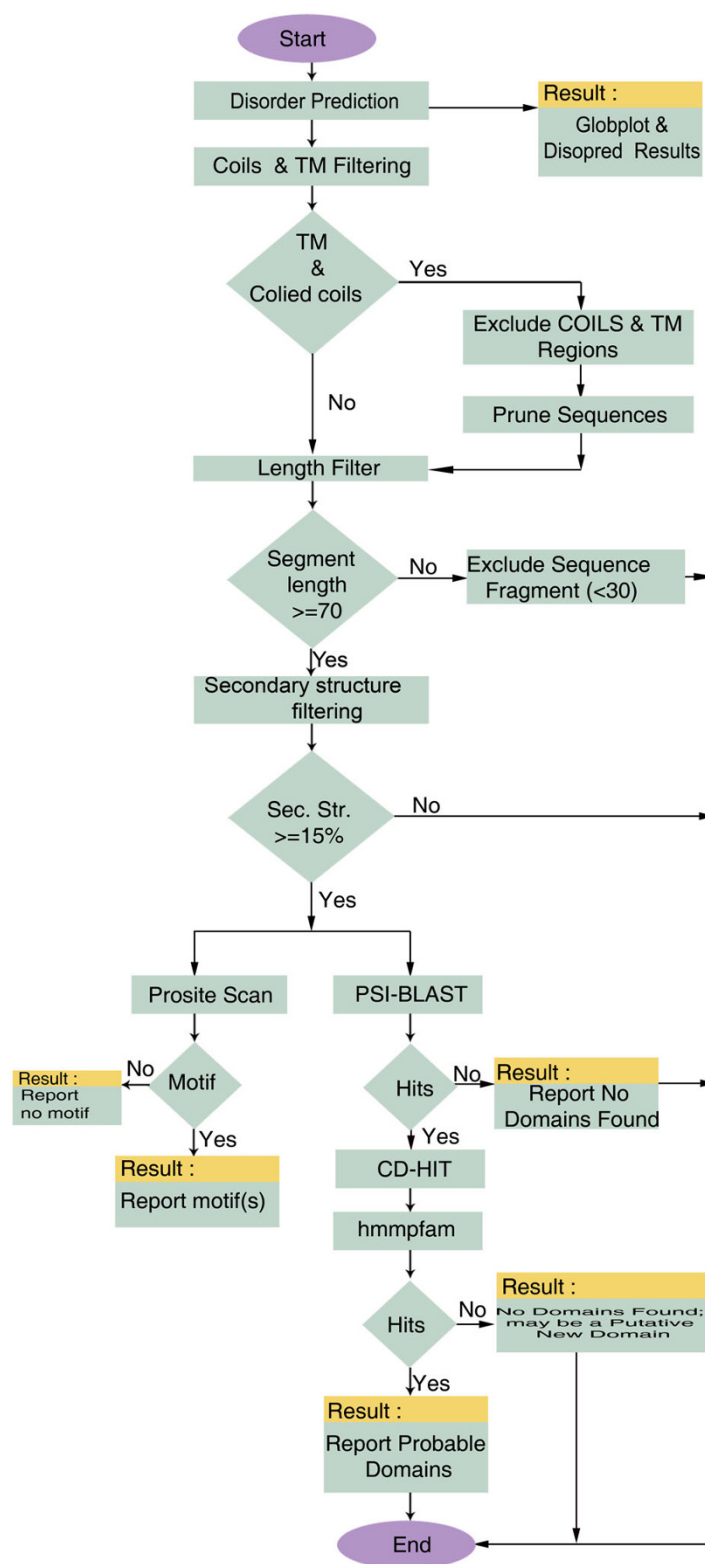 Start
Disorder Prediction
Result :
Globplot &
Disopred Results
Coils & TM Filtering
TM
&
Colied coils
Yes
Exclude COILS & TM
Regions
No
Prune Sequences
Length Filter
Segment
length
>=70
No
Exclude Sequence
Fragment (<30)
Yes
Secondary structure
filtering
Sec. Str.
>=15%
No
Yes
Prosite Scan
PSI-BLAST
Motif
No
Result :
Report
no motif
Yes
Result :
Report motif(s)
Hits
No
Result :
Report No
Domains Found
Yes
CD-HIT
hmmpfam
Hits
No
Result :
No Domains Found;
may be a Putative
New Domain
Yes
Result :
Report Probable
Domains
End